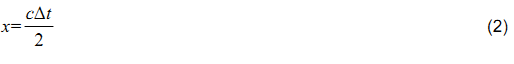 x = cΔt / 2 (2)